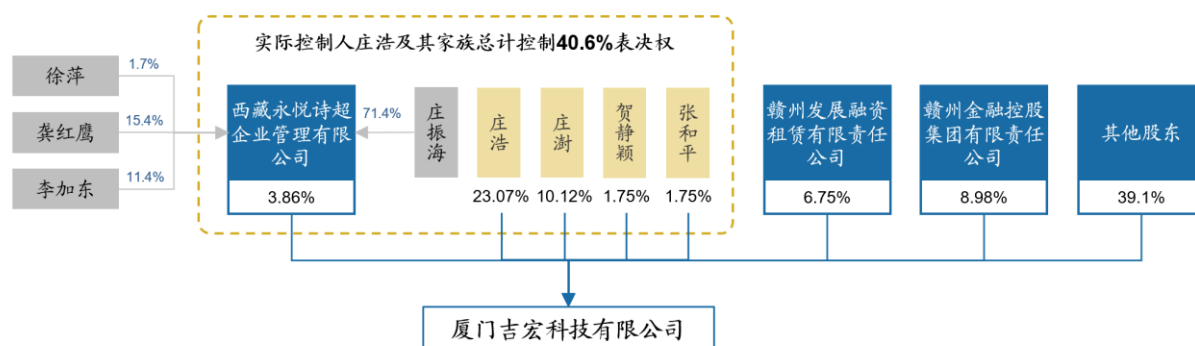 实际控制人庄浩及其家族总计控制40.6%表决权
徐萍
1.7%
龚红鹰
15.4%
李加东
11.4%
西藏永悦诗超
企业管理有限
公司
3.86%
71.4%
庄振海
庄浩
23.07%
庄澍
10.12%
贺静颖
1.75%
张和平
1.75%
赣州发展融资
租赁有限责任
公司
6.75%
赣州金融控股
集团有限责任
公司
8.98%
其他股东
39.1%
厦门吉宏科技有限公司